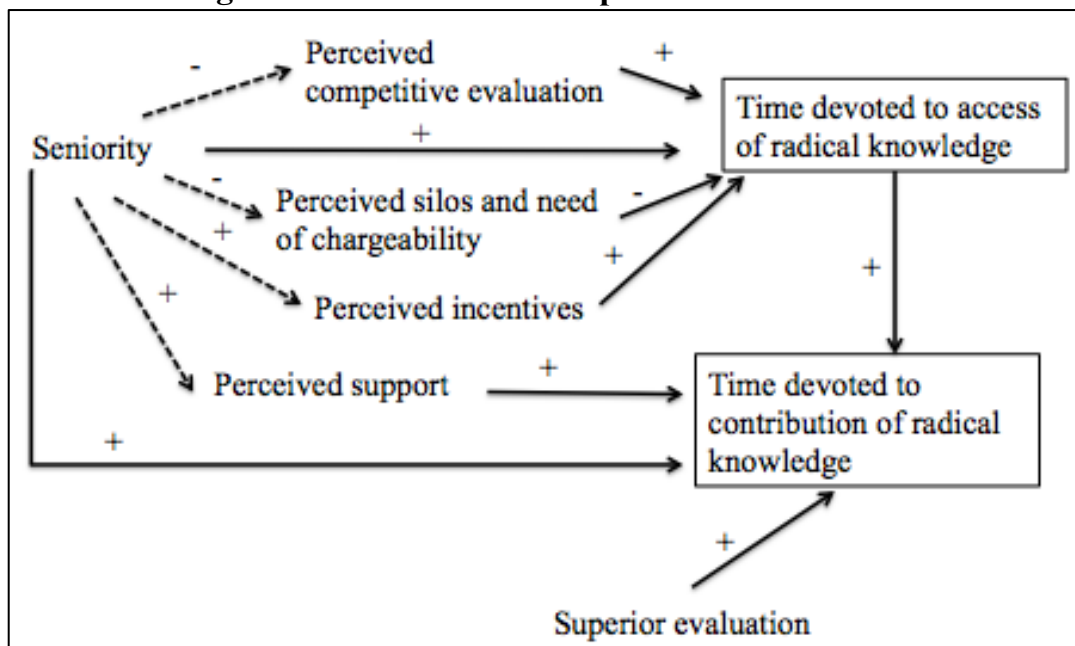 -
Perceived
competitive evaluation
+
Time devoted to access
of radical knowledge
Seniority
+
-
Perceived silos and need
of chargeability
-
+
+
Perceived incentives
+
+
Perceived support
+
Time devoted to
contribution of radical
knowledge
+
+
Superior evaluation